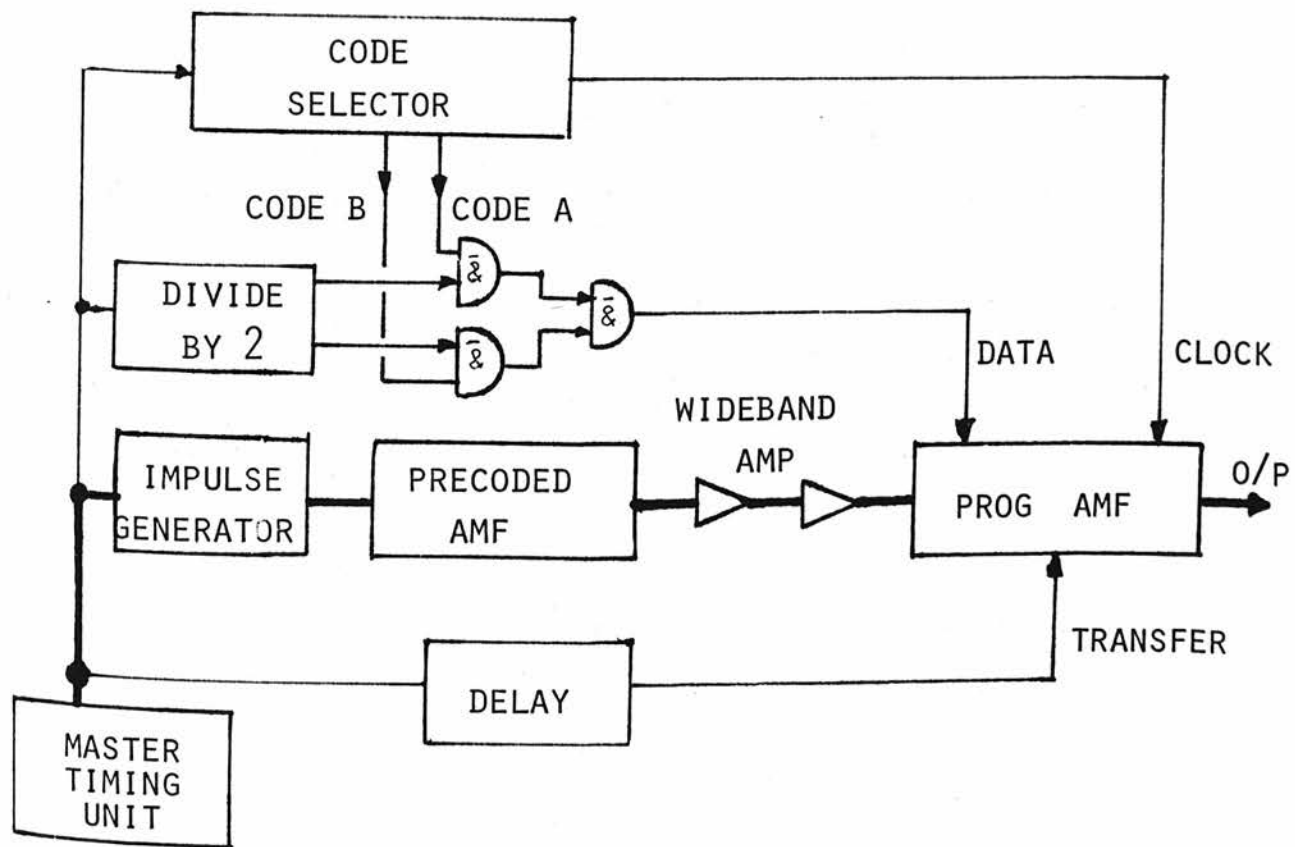 CODE
SELECTOR
CODE B
CODE A
&
&
&
DIVIDE
BY 2
DATA
CLOCK
WIDEBAND
AMP
IMPULSE
GENERATOR
PRECODED
AMF
PROG AMF
O/P
TRANSFER
DELAY
MASTER
TIMING
UNIT